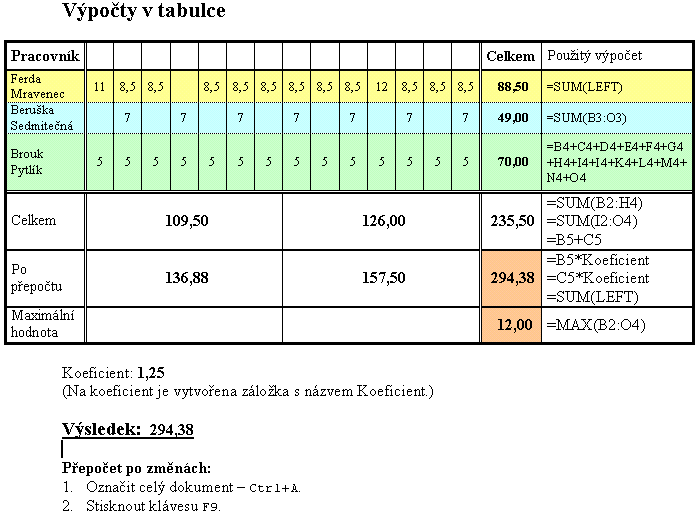 Výpočty v tabulce
Pracovník Celkem Použitý výpočet
Ferda Mravenec 11 8,5 8,5 8,5 8,5 8,5 8,5 8,5 8,5 12 8,5 8,5 8,5 88,50 =SUM(LEFT)
Beruška Sedmitečná 7 7 7 7 7 7 7 49,00 =SUM(B3:O3)
Brouk Pytlík 5 5 5 5 5 5 5 5 5 5 5 5 5 5 70,00 =B4+C4+D4+E4+F4+G4
+H4+I4+I4+K4+L4+M4+
N4+O4
Celkem 109,50 126,00 235,50 =SUM(B2:H4)
=SUM(I2:O4)
=B5+C5
Po přepočtu 136,88 157,50 294,38 =B5*Koeficient
=C5*Koeficient
=SUM(LEFT)
Maximální hodnota 12,00 =MAX(B2:O4)
Koeficient: 1,25
(Na koeficient je vytvořena záložka s názvem Koeficient.)
Výsledek: 294,38
Přepočet po změnách:
1. Označit celý dokument – Ctrl+A.
2. Stisknout klávesu F9.